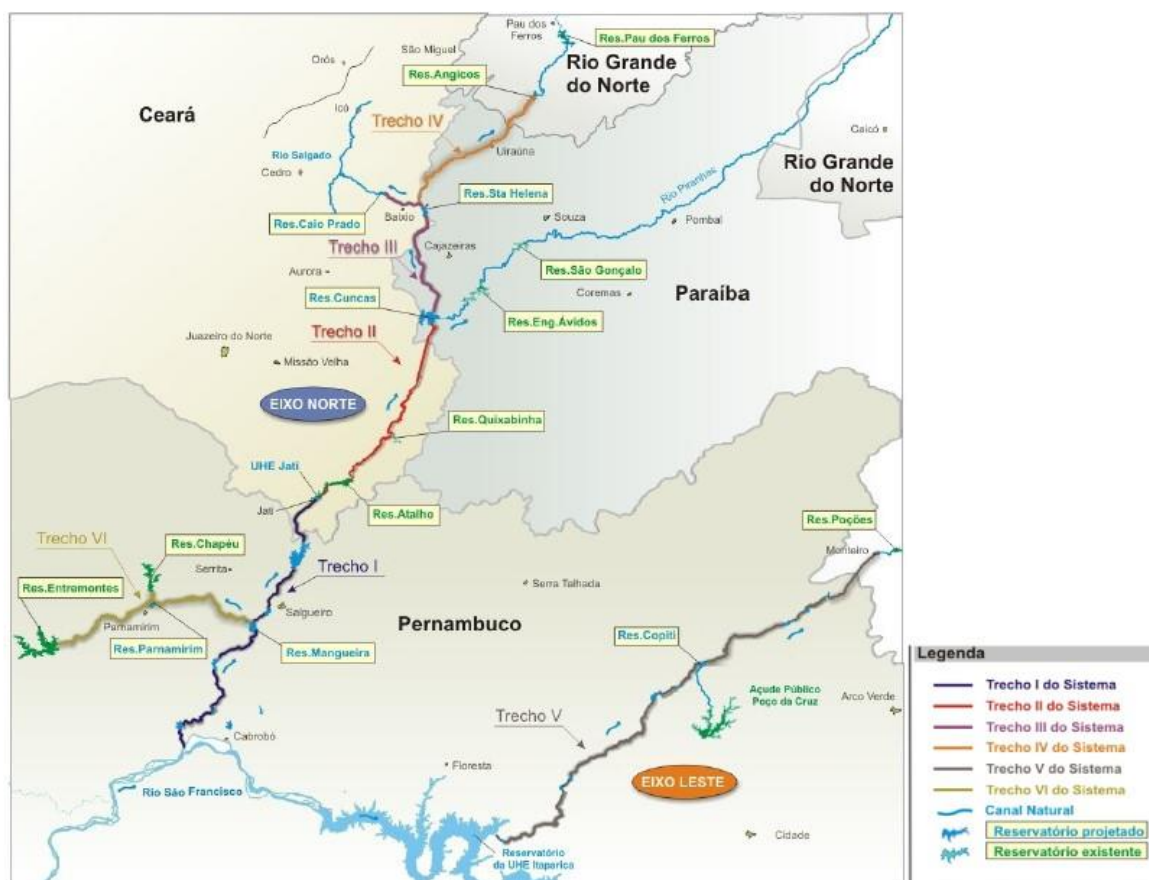 Pau dos
Ferros
Res.Pau dos Ferros
São Miguel
Rio Grande
do Norte
Orós
Res.Angicos
Ceará
Icó
Trecho IV
Uiraúna
Caicó
Rio Salgado
Cedro
Rio Grande
do Norte
Rio Piranhas
Res.Sta Helena
Res.Caio Prado
Baixio
Souza
Pombal
Trecho III
Cajazeiras
Aurora
Res.São Gonçalo
Coremas
Paraíba
Res.Cuncas
Res.Eng.Ávidos
Trecho II
Juazeiro do Norte
Missão Velha
EIXO NORTE
Res.Quixabinha
UHE Jati
Jati
Res.Atalho
Res.Poções
Trecho VI
Res.Chapéu
Monteiro
Serrita
Trecho I
Serra Talhada
Res.Entremontes
Salgueiro
Parnamirim
Pernambuco
Res.Parnamirim
Res.Mangueira
Res.Copiti
Açude Público
Poço da Cruz
Arco Verde
Trecho V
Cabrobó
Floresta
EIXO LESTE
Rio São Francisco
Cidade
Reservatório
da UHE Itaparica
Legenda
Trecho I do Sistema
Trecho II do Sistema
Trecho III do Sistema
Trecho IV do Sistema
Trecho V do Sistema
Trecho VI do Sistema
Canal Natural
Reservatório projetado
Reservatório existente